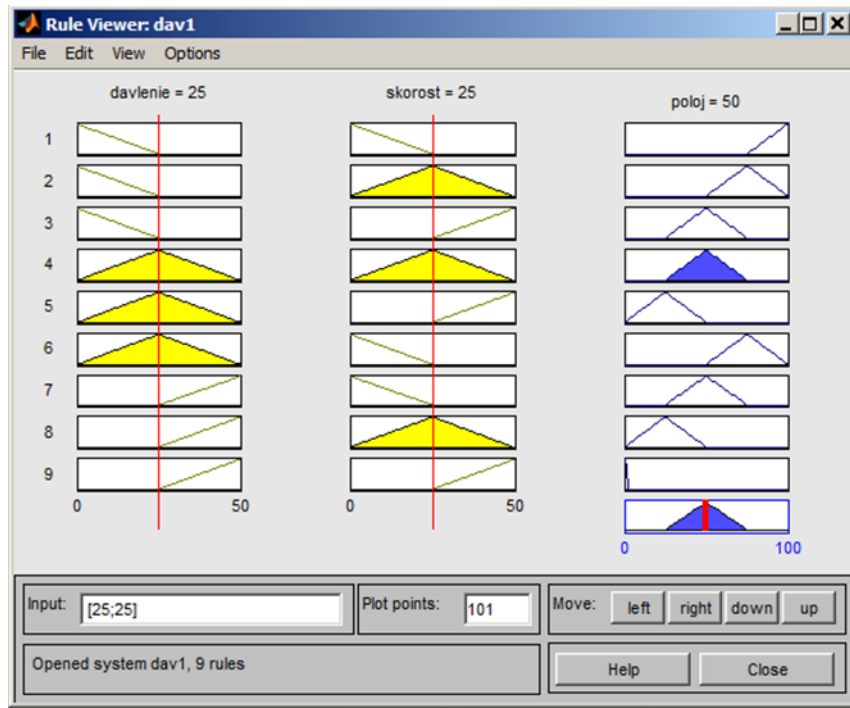 Rule Viewer: dav1
File Edit View Options
davlenie = 25 skorost = 25 poloj = 50
1
2
3
4
5
6
7
8
9
0 50 0 50
0 100
Input: [25;25] Plot points: 101 Move: left right down up
Opened system dav1, 9 rules Help Close